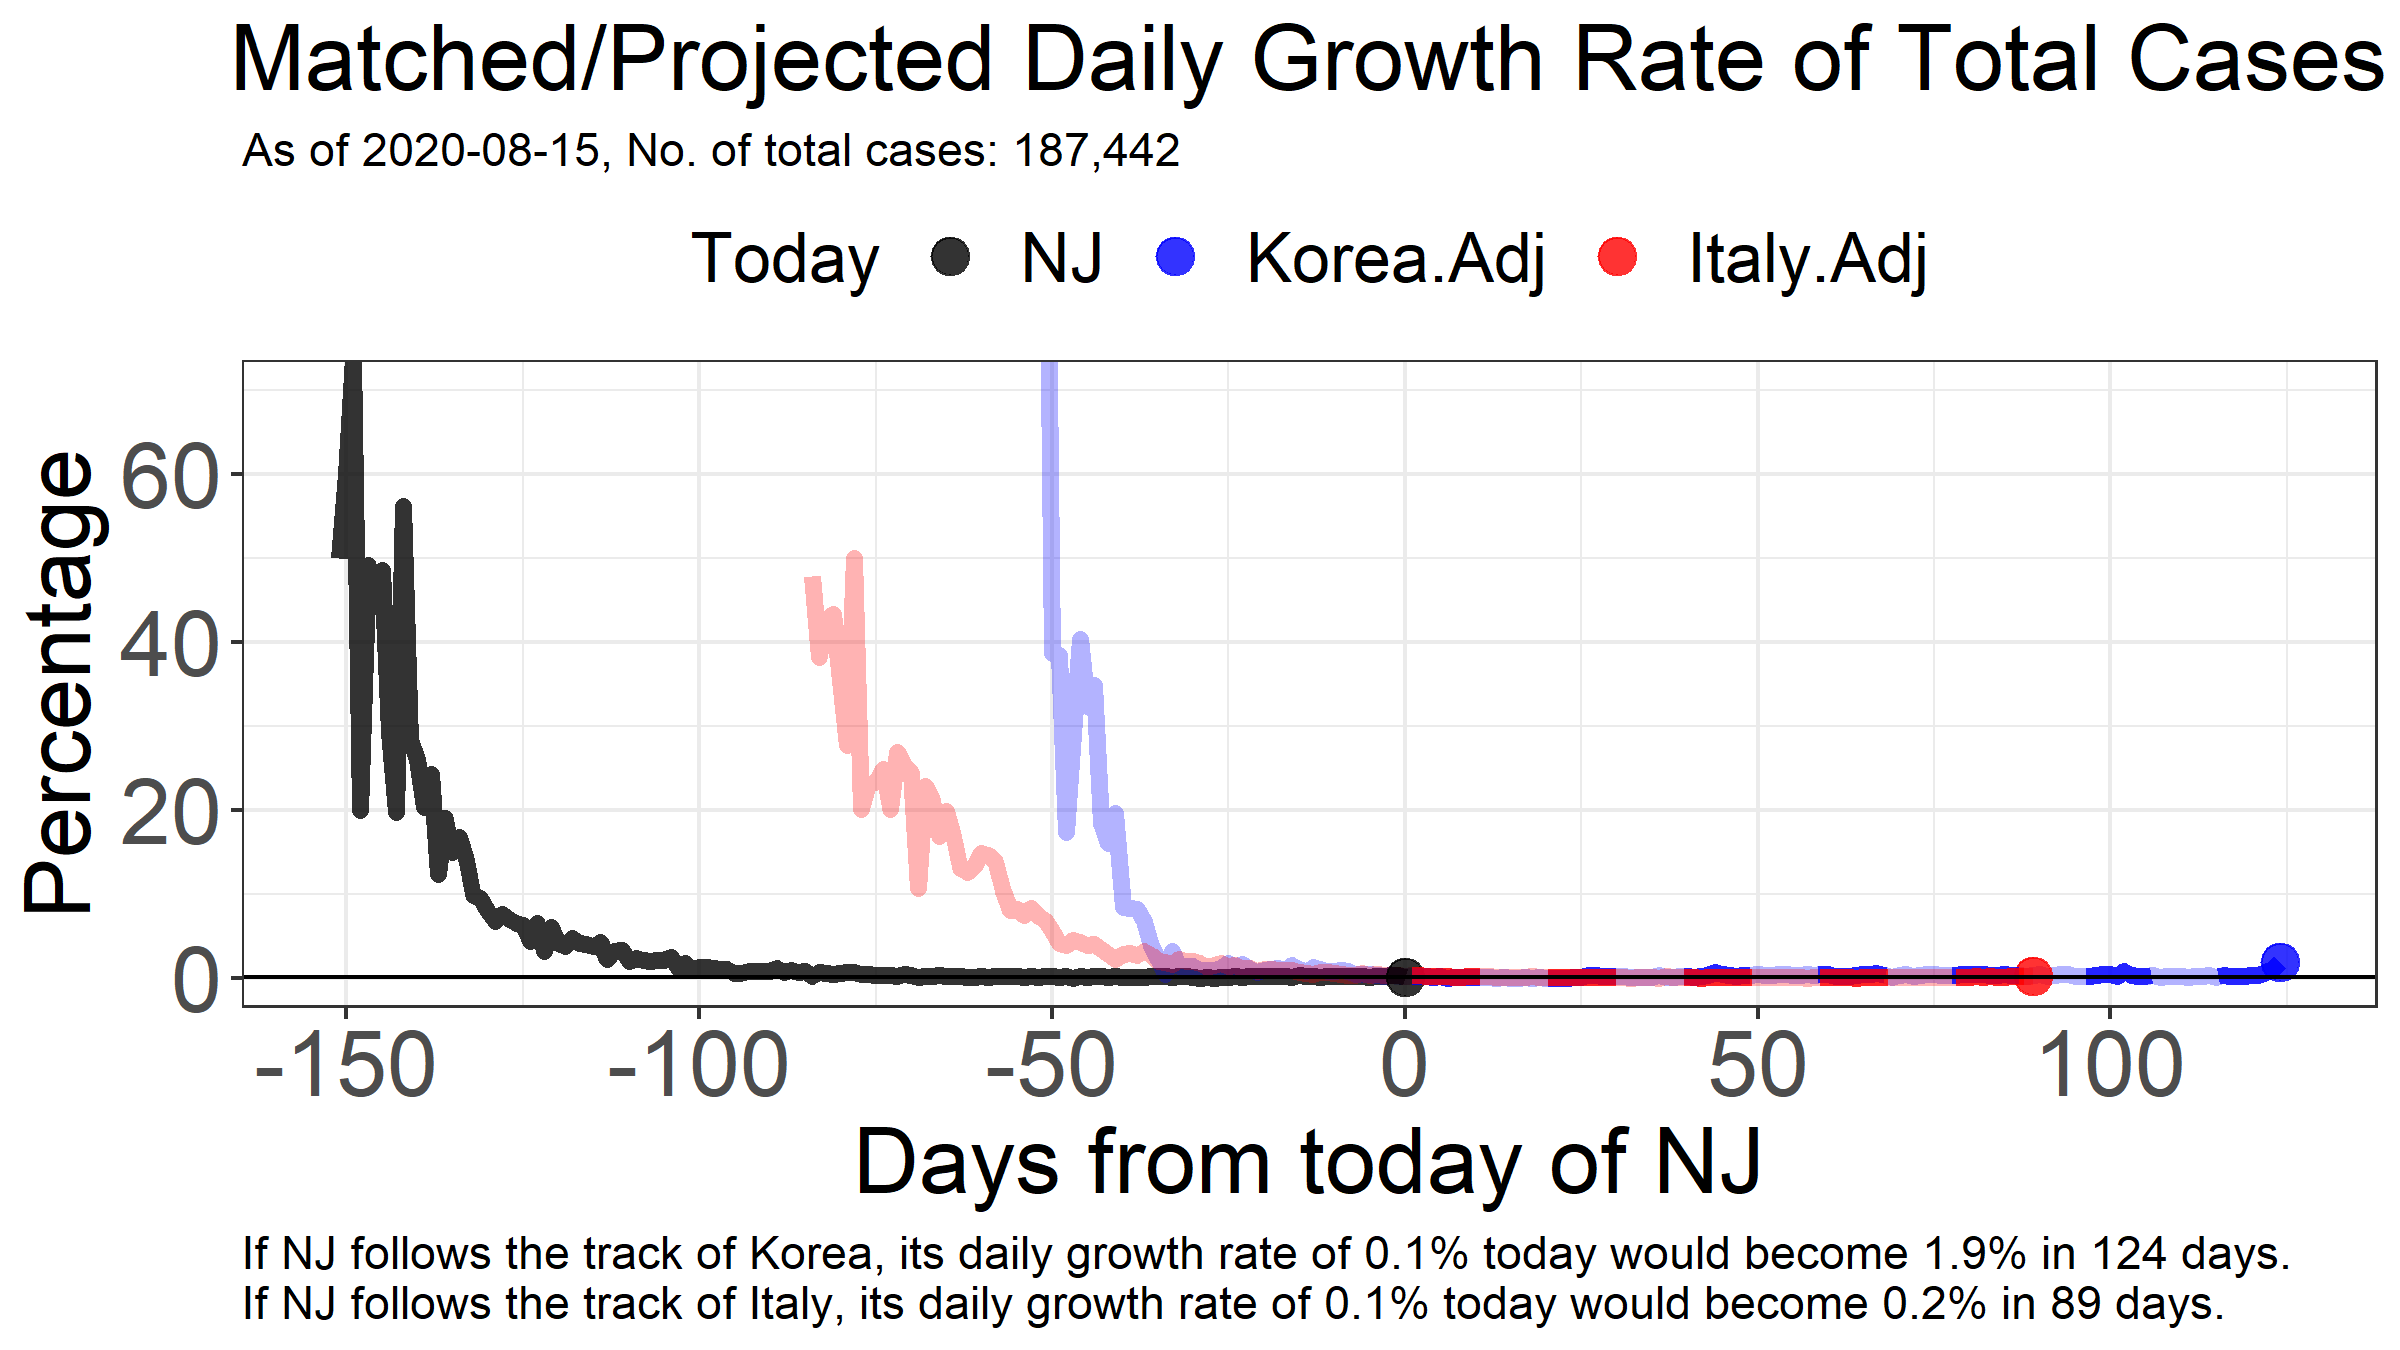 Matched/Projected Daily Growth Rate of Total Cases
As of 2020-08-15, No. of total cases: 187,442
Today NJ Korea.Adj Italy.Adj
Percentage
60
40
20
0
-150 -100 -50 0 50 100
Days from today of NJ
If NJ follows the track of Korea, its daily growth rate of 0.1% today would become 1.9% in 124 days.
If NJ follows the track of Italy, its daily growth rate of 0.1% today would become 0.2% in 89 days.